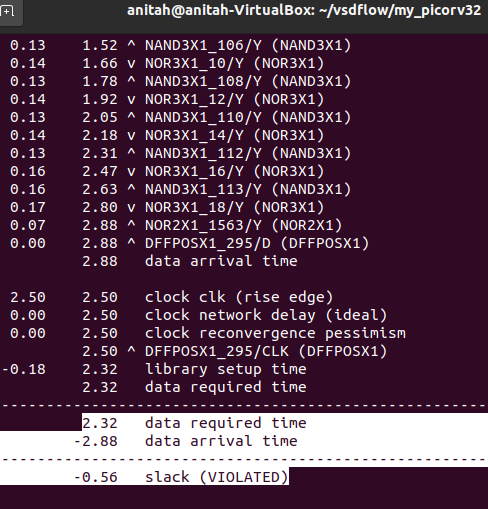 anitah@anitah-VirtualBox: ~/vsdflow/my_picorv32
0.13 1.52 ^ NAND3X1_106/Y (NAND3X1)
0.14 1.66 v NOR3X1_10/Y (NOR3X1)
0.13 1.78 ^ NAND3X1_108/Y (NAND3X1)
0.14 1.92 v NOR3X1_12/Y (NOR3X1)
0.13 2.05 ^ NAND3X1_110/Y (NAND3X1)
0.14 2.18 v NOR3X1_14/Y (NOR3X1)
0.13 2.31 ^ NAND3X1_112/Y (NAND3X1)
0.16 2.47 v NOR3X1_16/Y (NOR3X1)
0.16 2.63 ^ NAND3X1_113/Y (NAND3X1)
0.17 2.80 v NOR3X1_18/Y (NOR3X1)
0.07 2.88 ^ NOR2X1_1563/Y (NOR2X1)
0.00 2.88 ^ DFFPOSX1_295/D (DFFPOSX1)
2.88 data arrival time
2.50 2.50 clock clk (rise edge)
0.00 2.50 clock network delay (ideal)
0.00 2.50 clock reconvergence pessimism
2.50 ^ DFFPOSX1_295/CLK (DFFPOSX1)
-0.18 2.32 library setup time
2.32 data required time
---------------------------------------------------------
2.32 data required time
-2.88 data arrival time
---------------------------------------------------------
-0.56 slack (VIOLATED)